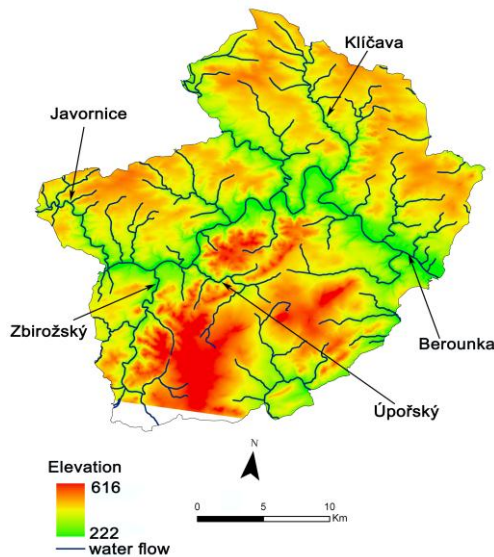 Klíčava
Javornice
Zbirožský
Berounka
Úpořský
N
Elevation
616
222
water flow
0 5 10
Km